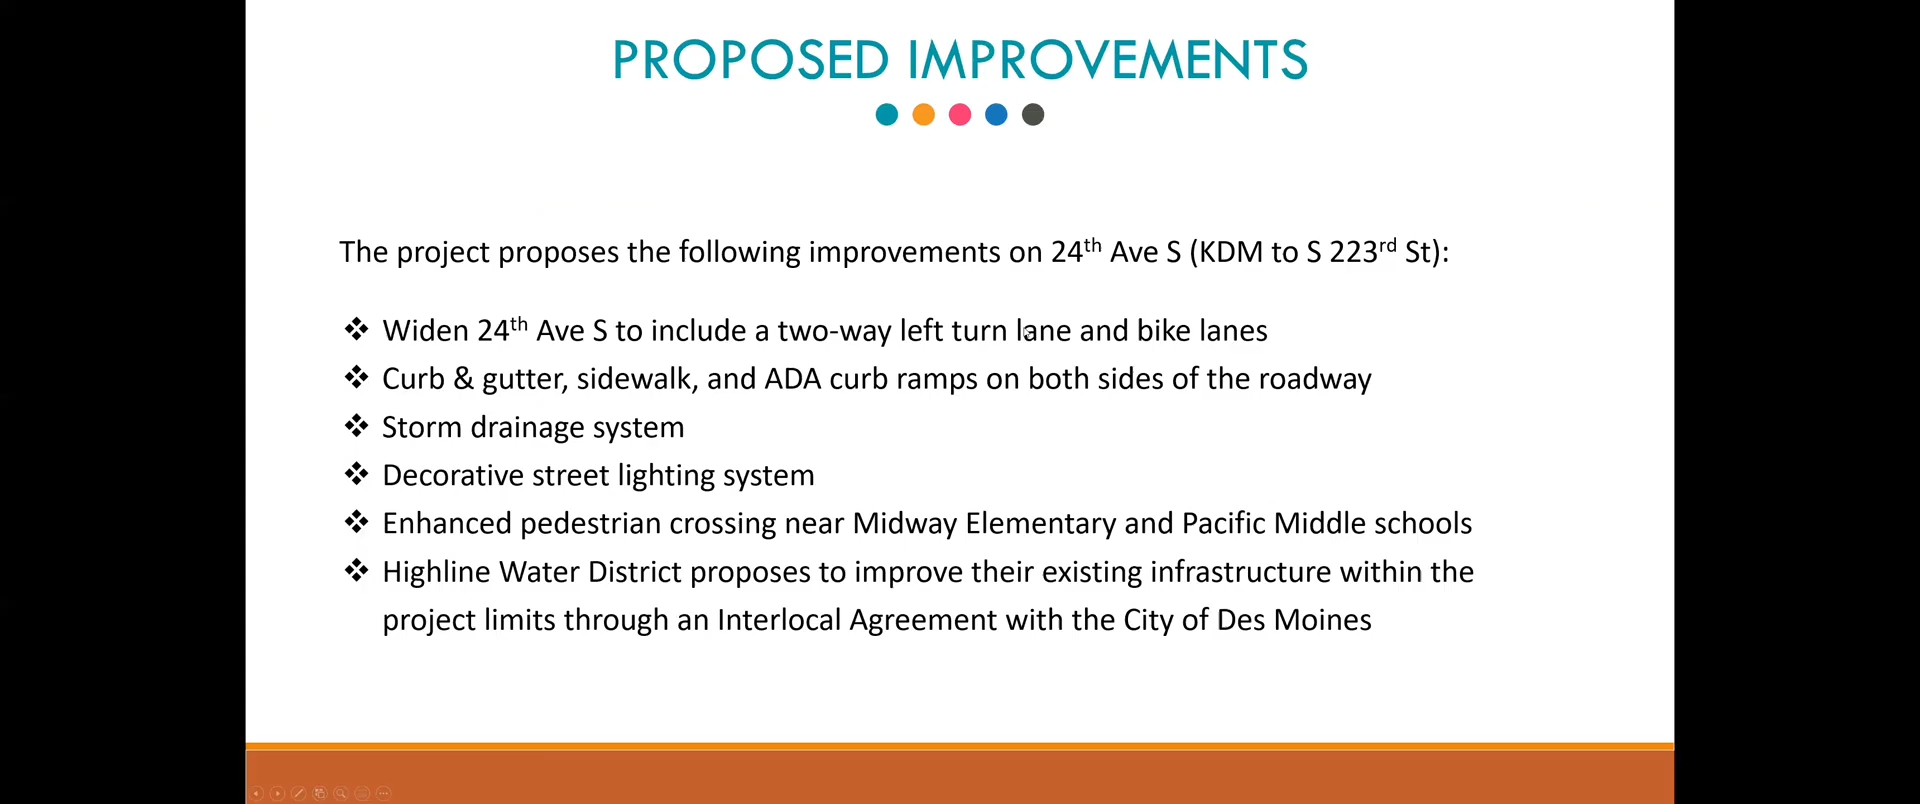 PROPOSED IMPROVEMENTS
The project proposes the following improvements on 24th Ave S (KDM to S 223rd St):
❖ Widen 24th Ave S to include a two-way left turn lane and bike lanes
❖ Curb & gutter, sidewalk, and ADA curb ramps on both sides of the roadway
❖ Storm drainage system
❖ Decorative street lighting system
❖ Enhanced pedestrian crossing near Midway Elementary and Pacific Middle schools
❖ Highline Water District proposes to improve their existing infrastructure within the
project limits through an Interlocal Agreement with the City of Des Moines